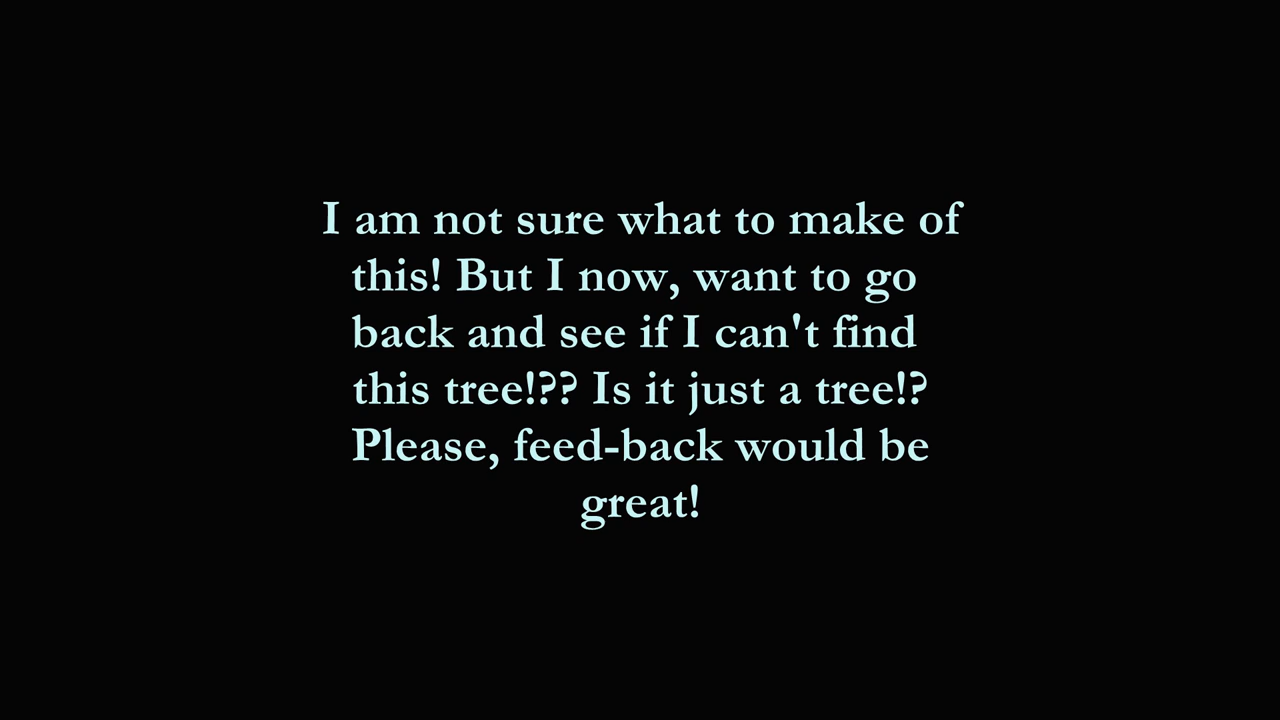 I am not sure what to make of
this! But I now, want to go
back and see if I can't find
this tree!?? Is it just a tree!?
Please, feed-back would be
great!